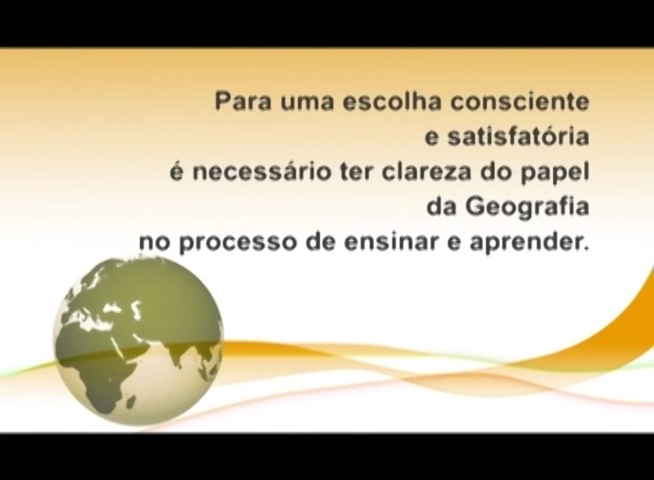 Para uma escolha consciente
e satisfatória
é necessário ter clareza do papel
da Geografia
no processo de ensinar e aprender.